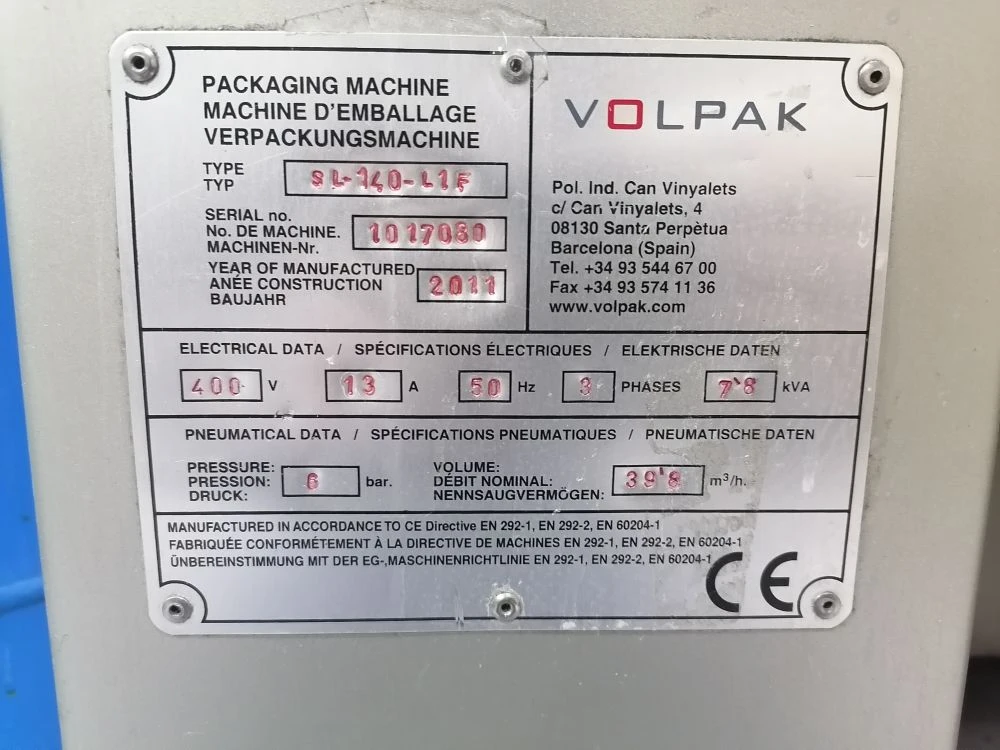 PACKAGING MACHINE
MACHINE D'EMBALLAGE
VERPACKUNGSMACHINE
TYPE
TYP
SL-140-L1F
SERIAL no.
No. DE MACHINE.
MACHINEN-Nr.
1017080
YEAR OF MANUFACTURED
ANÉE CONSTRUCTION
BAUJAHR
2011
VOLPAK
Pol. Ind. Can Vinyalets
c/ Can Vinyalets, 4
08130 Santa Perpètua
Barcelona (Spain)
Tel. +34 93 544 67 00
Fax +34 93 574 11 36
www.volpak.com
ELECTRICAL DATA / SPÉCIFICATIONS ÉLECTRIQUES / ELEKTRISCHE DATEN
400 V 13 A 50 Hz 3 PHASES 7'8 kVA
PNEUMATICAL DATA / SPÉCIFICATIONS PNEUMATIQUES / PNEUMATISCHE DATEN
PRESSURE:
PRESSION:
DRUCK:
6 bar.
VOLUME:
DÉBIT NOMINAL:
NENNSAUGVERMÖGEN:
39'8 m³/h.
MANUFACTURED IN ACCORDANCE TO CE Directive EN 292-1, EN 292-2, EN 60204-1
FABRIQUÉE CONFORMÉTEMENT À LA DIRECTIVE DE MACHINES EN 292-1, EN 292-2, EN 60204-1
ÜNBEREINSTIMMUNG MIT DER EG-,MASCHINENRICHTLINIE EN 292-1, EN 292-2, EN 60204-1
CE